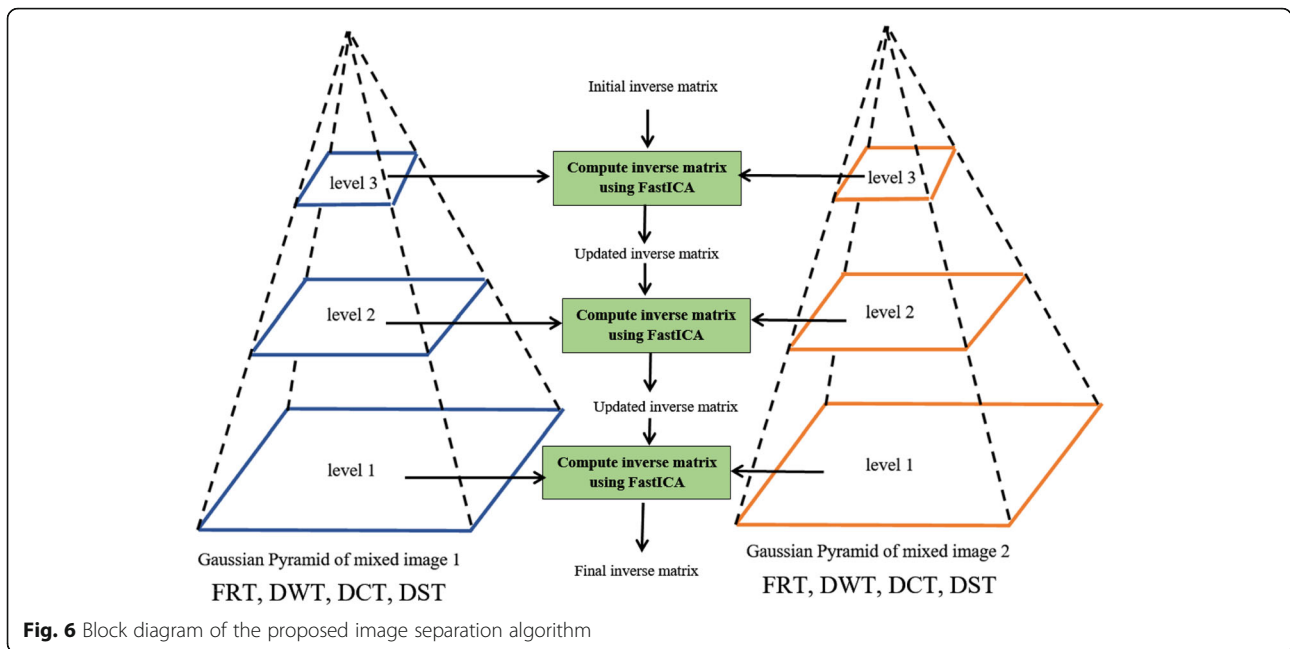 Initial inverse matrix
level 3
Compute inverse matrix
using FastICA
level 3
Updated inverse matrix
level 2
Compute inverse matrix
using FastICA
level 2
Updated inverse matrix
level 1
Compute inverse matrix
using FastICA
level 1
Gaussian Pyramid of mixed image 1
FRT, DWT, DCT, DST
Final inverse matrix
Gaussian Pyramid of mixed image 2
FRT, DWT, DCT, DST
Fig. 6 Block diagram of the proposed image separation algorithm